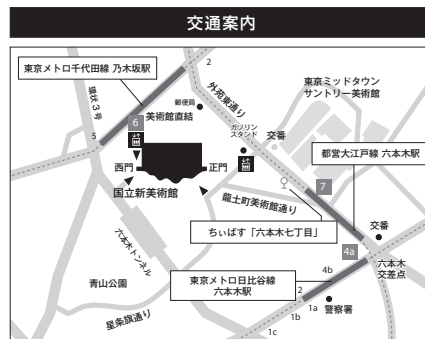 交通案内
東京メトロ千代田線 乃木坂駅
2
環状3号
外苑東通り
東京ミッドタウン
サントリー美術館
郵便局
6
美術館直結
ガソリン
スタンド
交番
5
都営大江戸線 六本木駅
西門
正門
7
国立新美術館
龍土町美術館通り
ちぃばす「六本木七丁目」
交番
六本木トンネル
4a
六本木
交差点
東京メトロ日比谷線
六本木駅
4b
青山公園
2
星条旗通り
1a
警察署
1b
1c